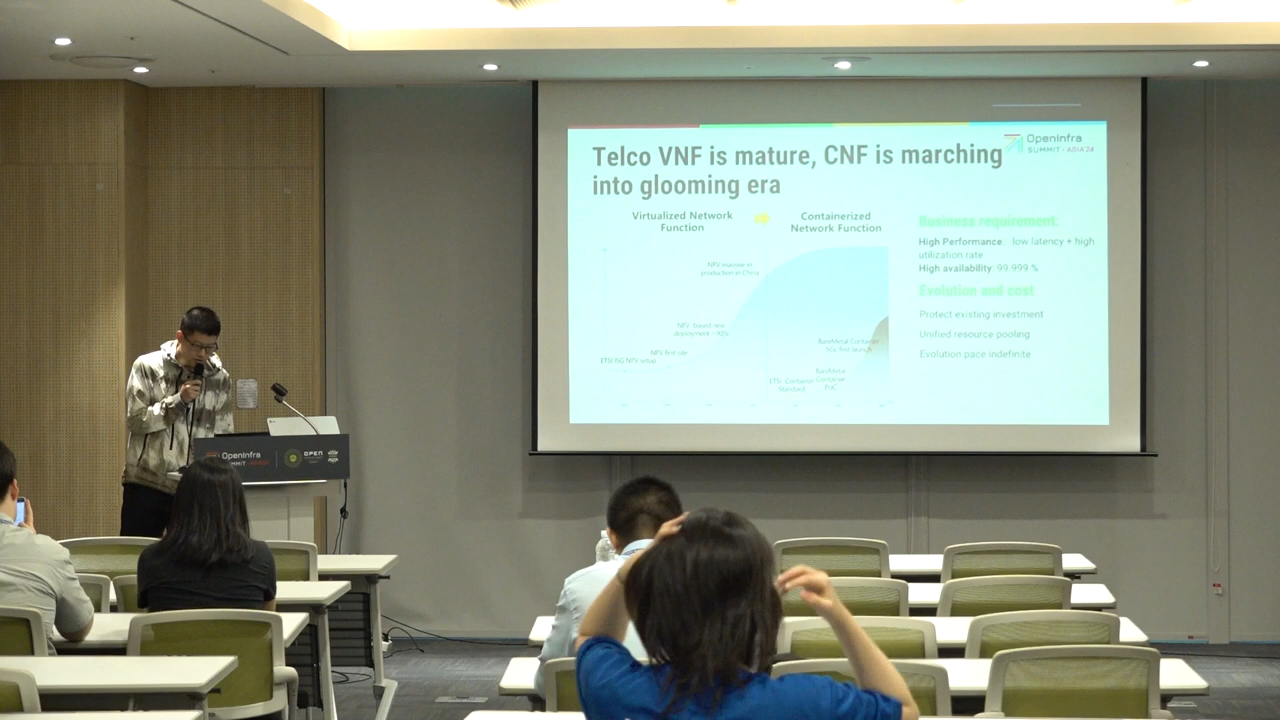 OpenInfra
SUMMIT - ASIA'24
Telco VNF is mature, CNF is marching
into glooming era
Virtualized Network
Function
Containerized
Network Function
NFV massive in
production in China
NFV based new
deployment
NFV first site
ETSI ISG NFV setup
BareMetal Container
5Gc first launch
BareMetal
Container
PoC
ETSI Container
Standard
Business requirement:
High Performance low latency + high
utilization rate
High availability 99.999 %
Evolution and cost
Protect existing investment
Unified resource pooling
Evolution pace indefinite
OpenInfra
OPEN